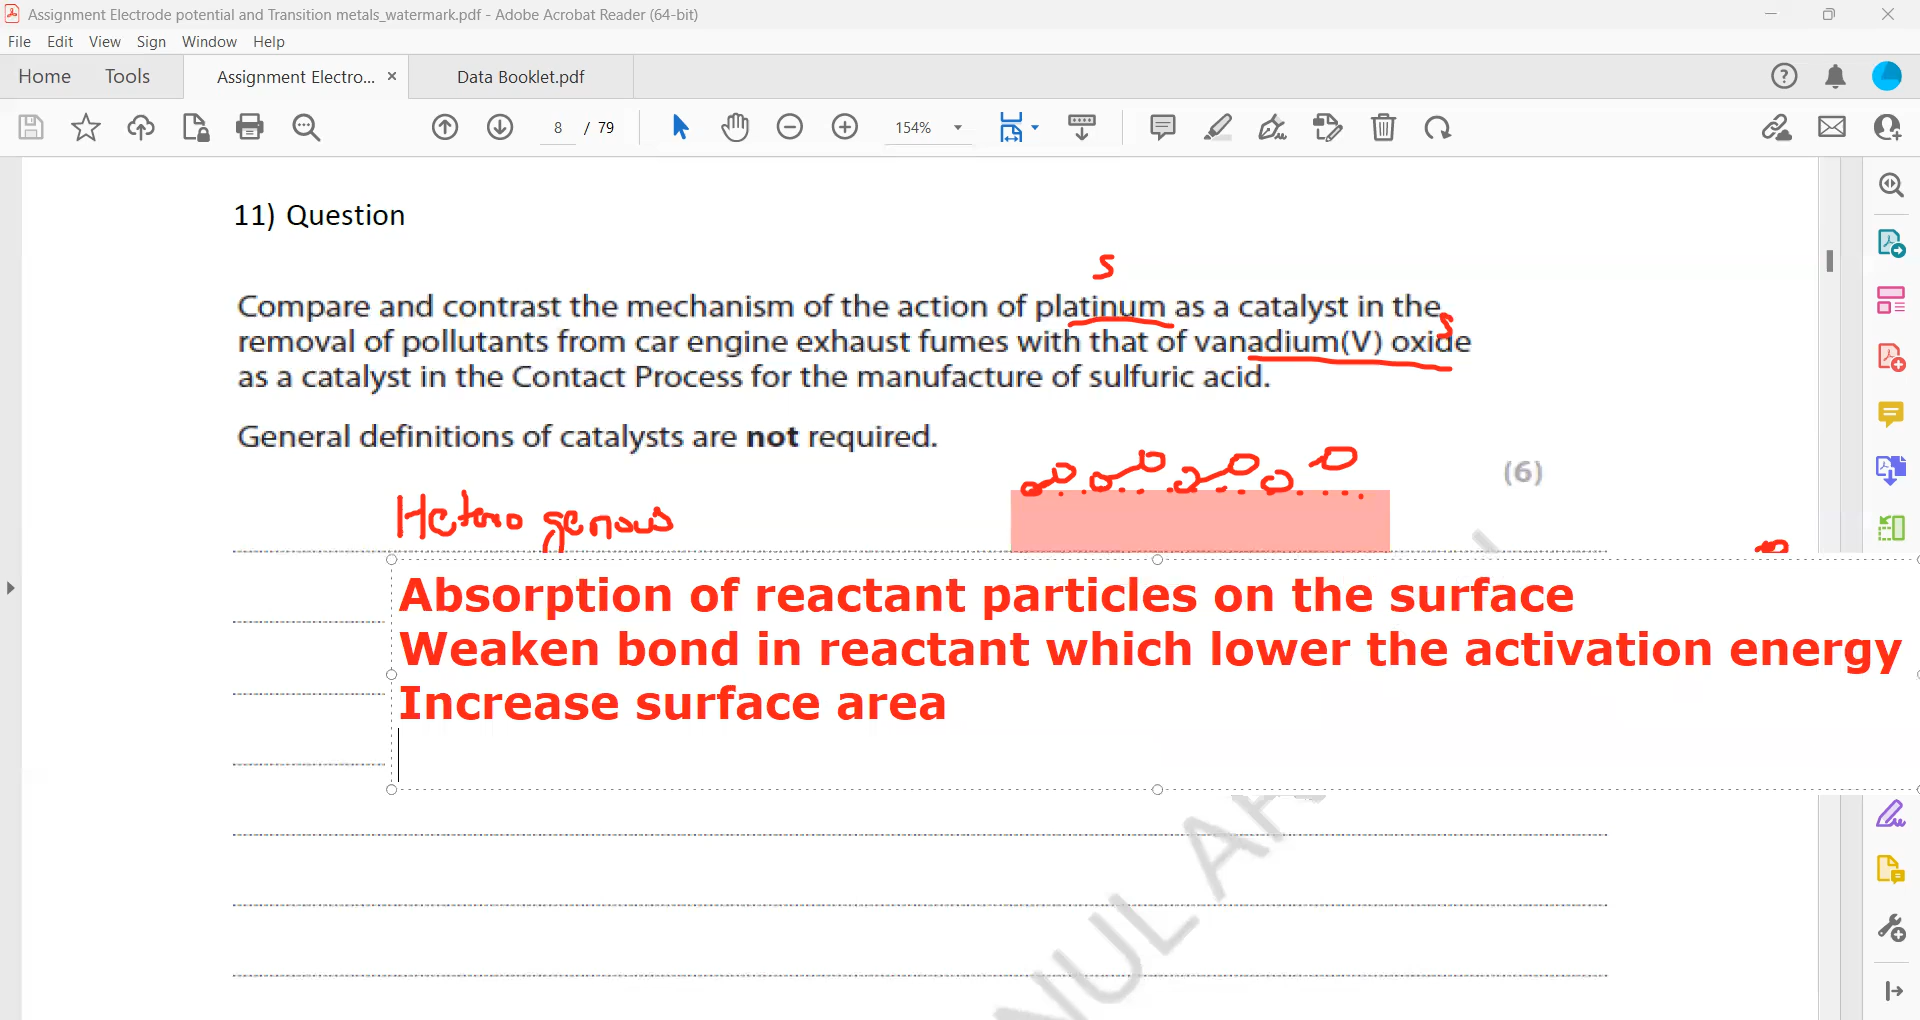 Assignment Electrode potential and Transition metals_watermark.pdf - Adobe Acrobat Reader (64-bit)
File Edit View Sign Window Help
Home Tools Assignment Electro... × Data Booklet.pdf
8 / 79 154%
11) Question
s
Compare and contrast the mechanism of the action of platinum as a catalyst in the
s
removal of pollutants from car engine exhaust fumes with that of vanadium(V) oxide
as a catalyst in the Contact Process for the manufacture of sulfuric acid.
General definitions of catalysts are not required.
(6)
Hetero genous
Absorption of reactant particles on the surface
Weaken bond in reactant which lower the activation energy
Increase surface area